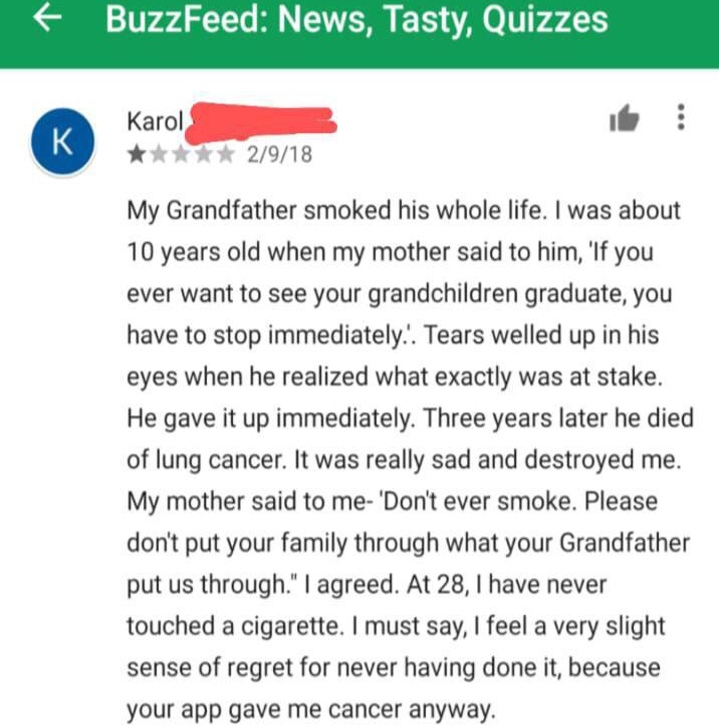 BuzzFeed: News, Tasty, Quizzes
K
Karol
2/9/18
My Grandfather smoked his whole life. I was about
10 years old when my mother said to him, 'If you
ever want to see your grandchildren graduate, you
have to stop immediately.'. Tears welled up in his
eyes when he realized what exactly was at stake.
He gave it up immediately. Three years later he died
of lung cancer. It was really sad and destroyed me.
My mother said to me- 'Don't ever smoke. Please
don't put your family through what your Grandfather
put us through." I agreed. At 28, I have never
touched a cigarette. I must say, I feel a very slight
sense of regret for never having done it, because
your app gave me cancer anyway.